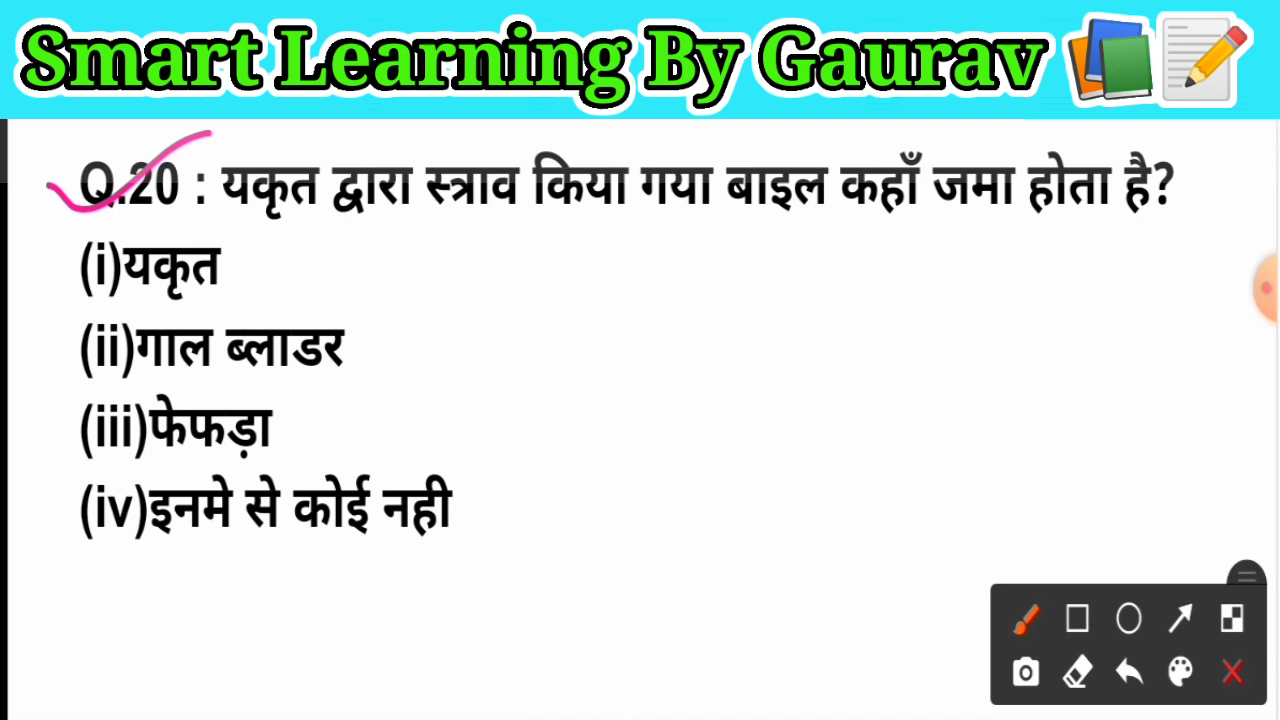 Smart Learning By Gaurav
Q.20 : यकृत द्वारा स्त्राव किया गया बाइल कहाँ जमा होता है?
(i)यकृत
(ii)गाल ब्लाडर
(iii)फेफड़ा
(iv)इनमे से कोई नही